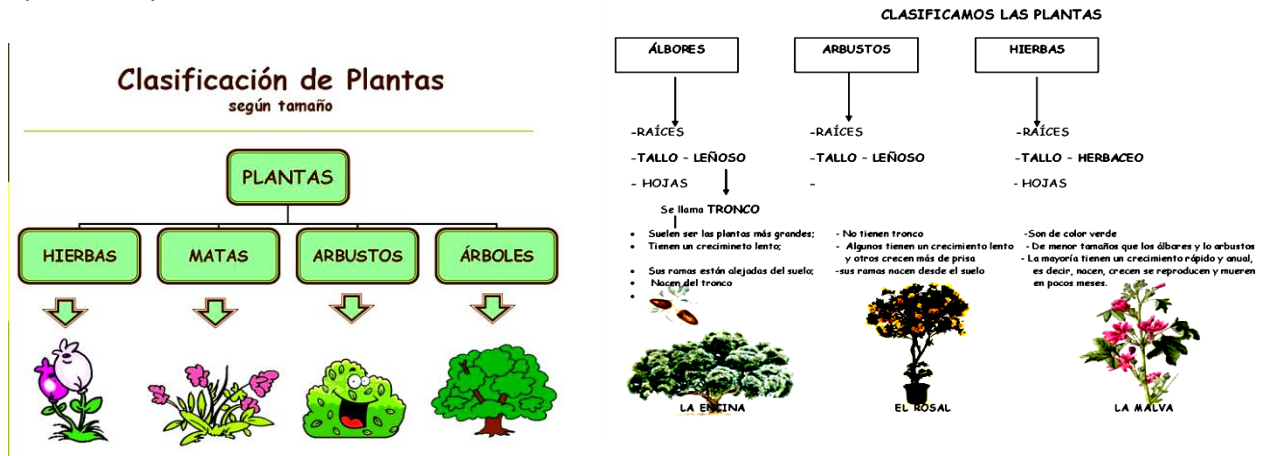 Clasificación de Plantas
según tamaño
PLANTAS
HIERBAS
MATAS
ARBUSTOS
ÁRBOLES
CLASIFICAMOS LAS PLANTAS
ÁLBORES
-RAÍCES
-TALLO - LEÑOSO
- HOJAS
Se llama TRONCO
• Suelen ser las plantas más grandes;
• Tienen un crecimineto lento;
• Sus ramas están alejadas del suelo;
• Nacen del tronco
•
LA ENCINA
ARBUSTOS
-RAÍCES
-TALLO - LEÑOSO
-
- No tienen tronco
- Algunos tienen un crecimiento lento
y otros crecen más de prisa
-sus ramas nacen desde el suelo
EL ROSAL
HIERBAS
-RAÍCES
-TALLO - HERBACEO
- HOJAS
-Son de color verde
- De menor tamaños que los álbares y lo arbustos
- La mayoría tienen un crecimiento rápido y anual,
es decir, nacen, crecen se reproducen y mueren
en pocos meses.
LA MALVA